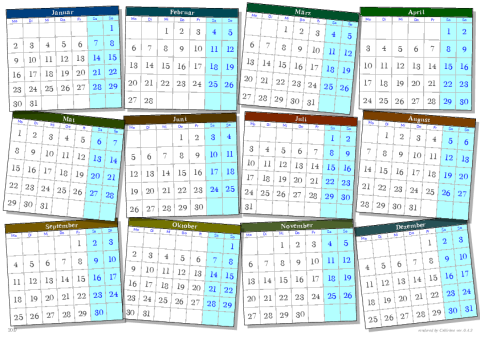 Januar
Mo Di Mi Do Fr Sa So
1
2 3 4 5 6 7 8
9 10 11 12 13 14 15
16 17 18 19 20 21 22
23 24 25 26 27 28 29
30 31
Februar
Mo Di Mi Do Fr Sa So
1 2 3 4 5
6 7 8 9 10 11 12
13 14 15 16 17 18 19
20 21 22 23 24 25 26
27 28
März
Mo Di Mi Do Fr Sa So
1 2 3 4 5
6 7 8 9 10 11 12
13 14 15 16 17 18 19
20 21 22 23 24 25 26
27 28 29 30 31
April
Mo Di Mi Do Fr Sa So
1 2
3 4 5 6 7 8 9
10 11 12 13 14 15 16
17 18 19 20 21 22 23
24 25 26 27 28 29 30
Mai
Mo Di Mi Do Fr Sa So
1 2 3 4 5 6 7
8 9 10 11 12 13 14
15 16 17 18 19 20 21
22 23 24 25 26 27 28
29 30 31
Juni
Mo Di Mi Do Fr Sa So
1 2 3 4
5 6 7 8 9 10 11
12 13 14 15 16 17 18
19 20 21 22 23 24 25
26 27 28 29 30
Juli
Mo Di Mi Do Fr Sa So
1 2
3 4 5 6 7 8 9
10 11 12 13 14 15 16
17 18 19 20 21 22 23
24 25 26 27 28 29 30
31
August
Mo Di Mi Do Fr Sa So
1 2 3 4 5 6
7 8 9 10 11 12 13
14 15 16 17 18 19 20
21 22 23 24 25 26 27
28 29 30 31
September
Mo Di Mi Do Fr Sa So
1 2 3
4 5 6 7 8 9 10
11 12 13 14 15 16 17
18 19 20 21 22 23 24
25 26 27 28 29 30
Oktober
Mo Di Mi Do Fr Sa So
1
2 3 4 5 6 7 8
9 10 11 12 13 14 15
16 17 18 19 20 21 22
23 24 25 26 27 28 29
30 31
November
Mo Di Mi Do Fr Sa So
1 2 3 4 5
6 7 8 9 10 11 12
13 14 15 16 17 18 19
20 21 22 23 24 25 26
27 28 29 30
Dezember
Mo Di Mi Do Fr Sa So
1 2 3
4 5 6 7 8 9 10
11 12 13 14 15 16 17
18 19 20 21 22 23 24
25 26 27 28 29 30 31
2017